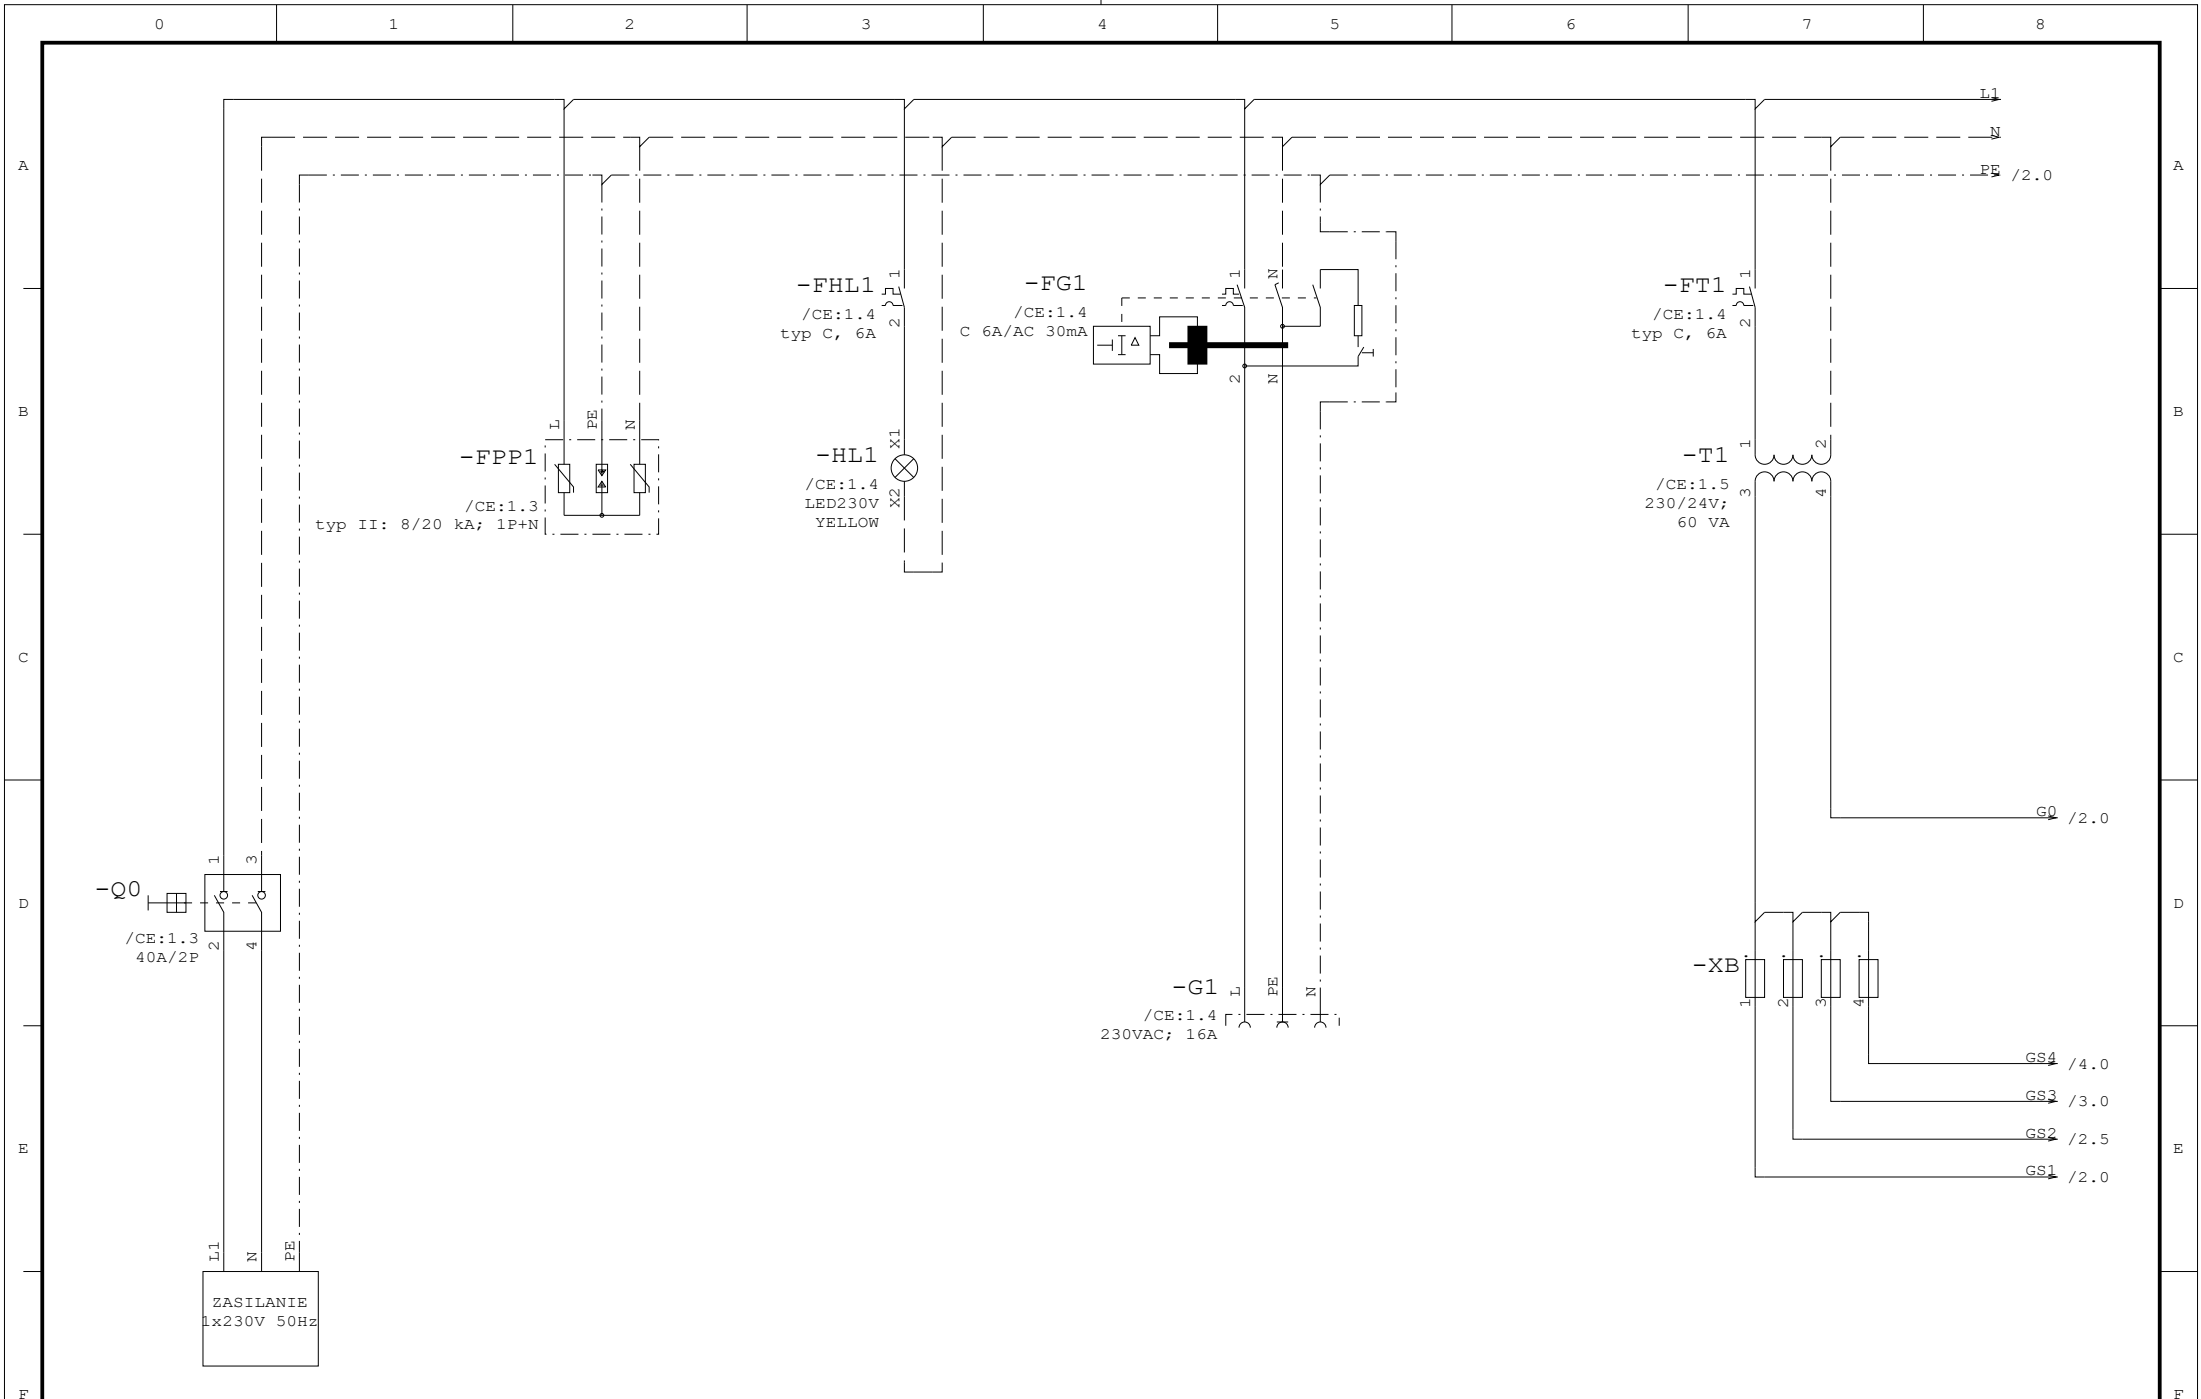 0 1 2 3 4 5 6 7 8
L1
N
A PE /2.0 A
-FHL1 1
/CE:1.4
typ C, 6A 2
-FG1 1 N
/CE:1.4
C 6A/AC 30mA
2 N
-FT1 1
/CE:1.4
typ C, 6A 2
B B
L PE N
-FPP1
/CE:1.3
typ II: 8/20 kA; 1P+N
X1
-HL1
/CE:1.4 X2
LED230V
YELLOW
1 2
-T1
/CE:1.5 3 4
230/24V;
60 VA
C C
G0 /2.0
1 3
-Q0
D D
/CE:1.3 2 4
40A/2P
-G1 L PE N
/CE:1.4
230VAC; 16A
-XB
1 2 3 4
GS4 /4.0
GS3 /3.0
GS2 /2.5
E E
GS1 /2.0
L1 N PE
ZASILANIE
1x230V 50Hz
F F